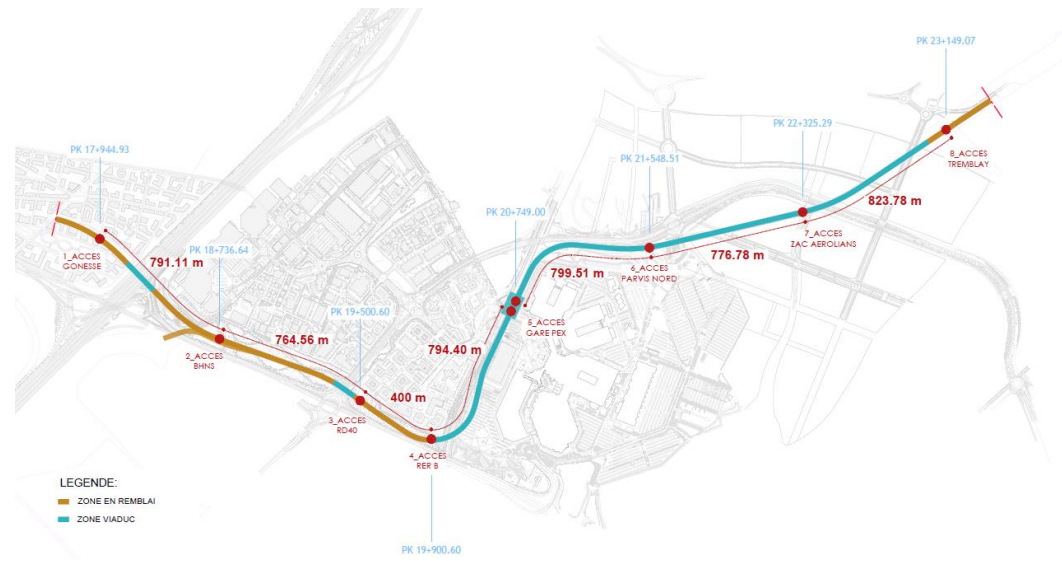 PK 23+149.07
PK 22+325.29
PK 17+944.93
PK 21+548.51
8_ACCES
TREMBLAY
823.78 m
PK 20+749.00
7_ACCES
ZAC AEROLIANS
PK 18+736.64
1_ACCES
GONESSE
791.11 m
776.78 m
6_ACCES
PARVIS NORD
799.51 m
PK 19+500.60
5_ACCES
GARE PEX
764.56 m
794.40 m
2_ACCES
BHNS
400 m
3_ACCES
RD40
4_ACCES
RER B
LEGENDE:
ZONE EN REMBLAI
ZONE VIADUC
PK 19+900.60